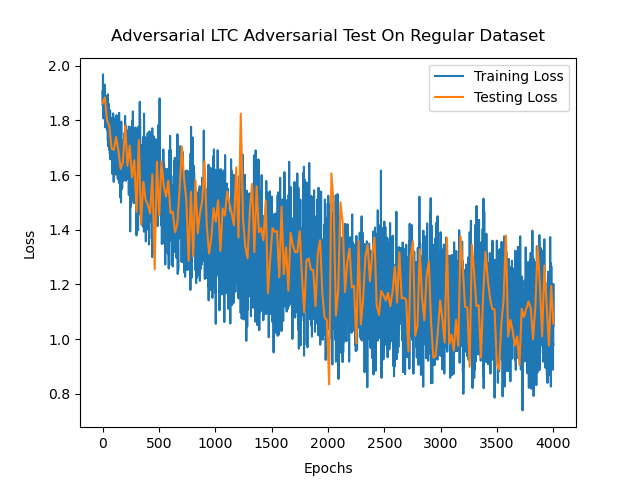 Adversarial LTC Adversarial Test On Regular Dataset
Training Loss
Testing Loss
2.0
1.8
1.6
1.4
1.2
1.0
0.8
Loss
0 500 1000 1500 2000 2500 3000 3500 4000
Epochs